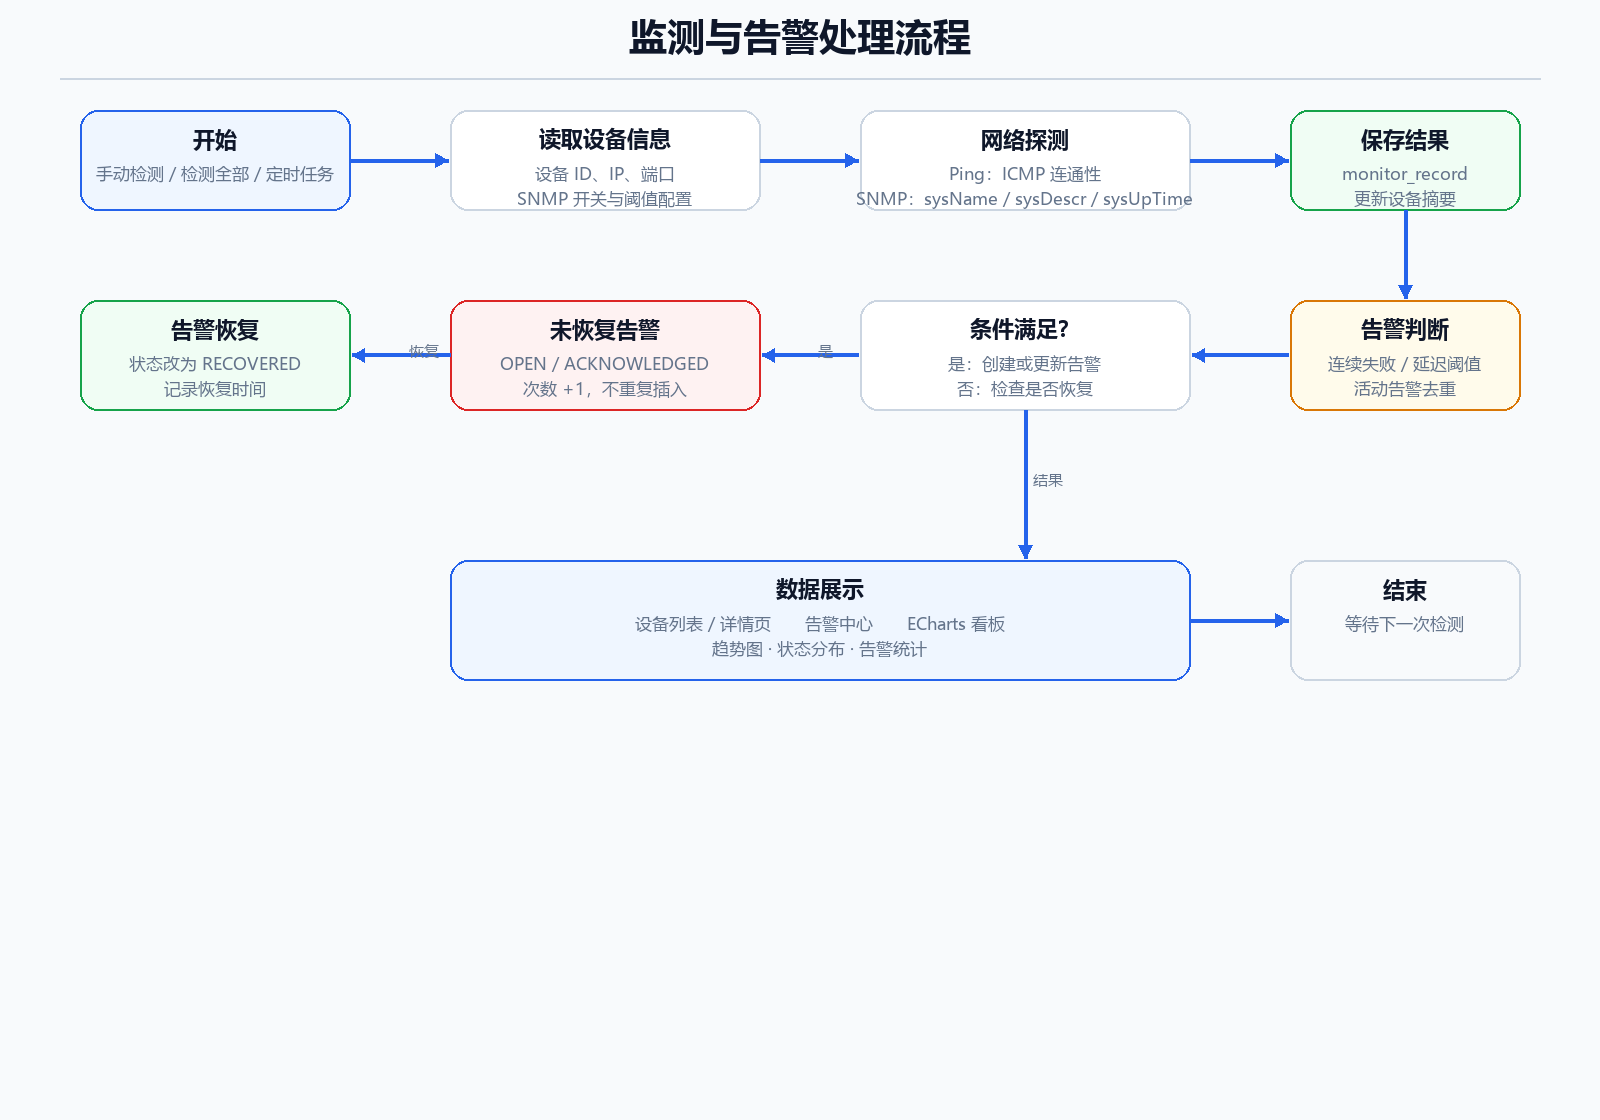 监测与告警处理流程
开始
手动检测 / 检测全部 / 定时任务
读取设备信息
设备 ID、IP、端口
SNMP 开关与阈值配置
网络探测
Ping：ICMP 连通性
SNMP：sysName / sysDescr / sysUpTime
保存结果
monitor_record
更新设备摘要
告警恢复
状态改为 RECOVERED
记录恢复时间
恢复
未恢复告警
OPEN / ACKNOWLEDGED
次数 +1，不重复插入
是
条件满足?
是：创建或更新告警
否：检查是否恢复
告警判断
连续失败 / 延迟阈值
活动告警去重
结果
数据展示
设备列表 / 详情页  告警中心  ECharts 看板
趋势图 · 状态分布 · 告警统计
结束
等待下一次检测